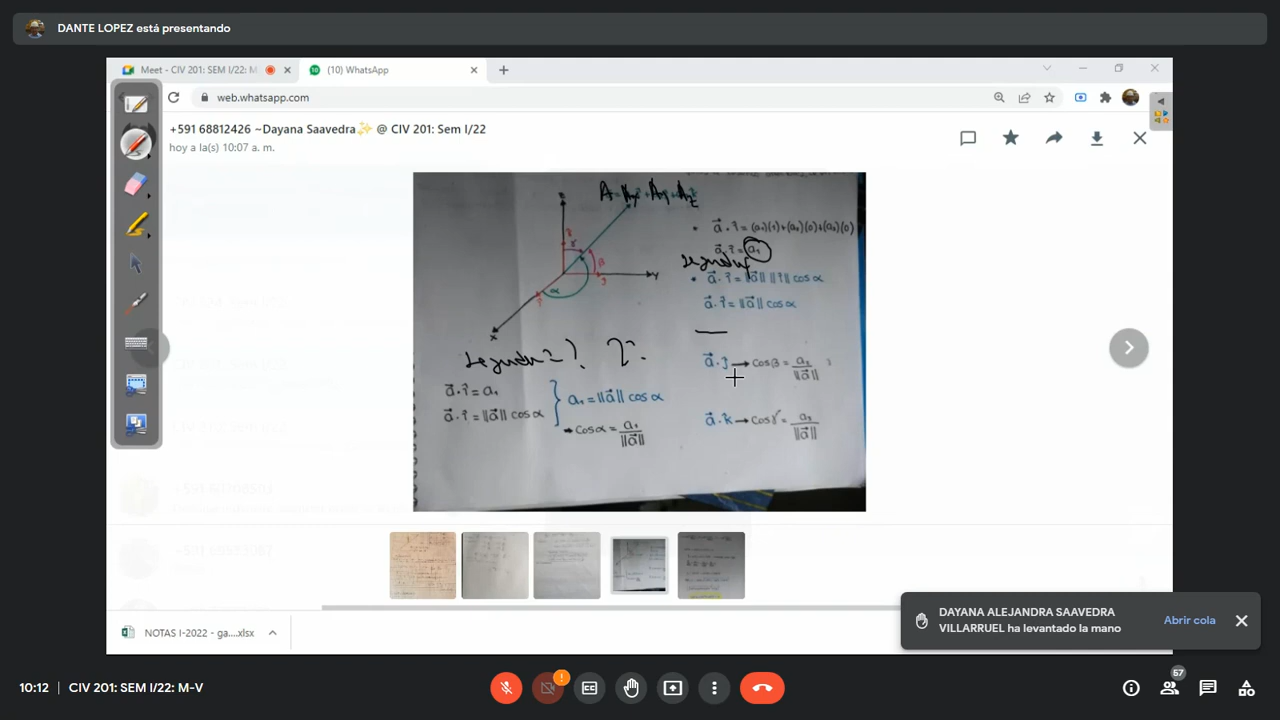 DANTE LOPEZ está presentando
Meet - CIV 201: SEM I/22: M
(10) WhatsApp
web.whatsapp.com
+591 68812426 ~Dayana Saavedra✨ @ CIV 201: Sem I/22
hoy a la(s) 10:07 a. m.
A = Ax Ay Az
z
γ
β
α
y
x
• a⃗ · î = (a₁)(1)+(a₂)(0)+(a₃)(0)
a⃗ · î = a₁
• a⃗ · î = ||a⃗|| ||î|| cos α
a⃗ · î = ||a⃗|| cos α
a⃗ · î = a₁
a⃗ · î = ||a⃗|| cos α
} a₁ = ||a⃗|| cos α
→ Cos α = a₁ / ||a⃗||
a⃗ · ĵ → Cos β = a₂ / ||a⃗||
a⃗ · k̂ → Cos γ = a₃ / ||a⃗||
NOTAS I-2022 - ga....xlsx
DAYANA ALEJANDRA SAAVEDRA
VILLARRUEL ha levantado la mano
Abrir cola
10:12 | CIV 201: SEM I/22: M-V
57